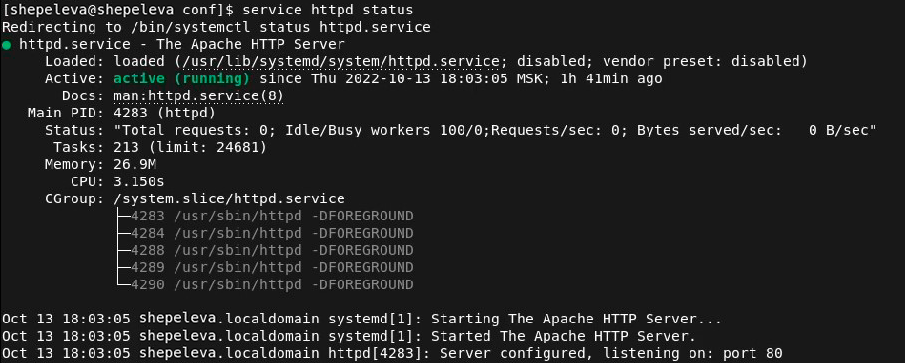 [shepeleva@shepeleva conf]$ service httpd status
Redirecting to /bin/systemctl status httpd.service
● httpd.service - The Apache HTTP Server
     Loaded: loaded (/usr/lib/systemd/system/httpd.service; disabled; vendor preset: disabled)
     Active: active (running) since Thu 2022-10-13 18:03:05 MSK; 1h 41min ago
       Docs: man:httpd.service(8)
   Main PID: 4283 (httpd)
     Status: "Total requests: 0; Idle/Busy workers 100/0;Requests/sec: 0; Bytes served/sec:   0 B/sec"
      Tasks: 213 (limit: 24681)
     Memory: 26.9M
        CPU: 3.150s
     CGroup: /system.slice/httpd.service
             ├─4283 /usr/sbin/httpd -DFOREGROUND
             ├─4284 /usr/sbin/httpd -DFOREGROUND
             ├─4288 /usr/sbin/httpd -DFOREGROUND
             ├─4289 /usr/sbin/httpd -DFOREGROUND
             └─4290 /usr/sbin/httpd -DFOREGROUND
Oct 13 18:03:05 shepeleva.localdomain systemd[1]: Starting The Apache HTTP Server...
Oct 13 18:03:05 shepeleva.localdomain systemd[1]: Started The Apache HTTP Server.
Oct 13 18:03:05 shepeleva.localdomain httpd[4283]: Server configured, listening on: port 80